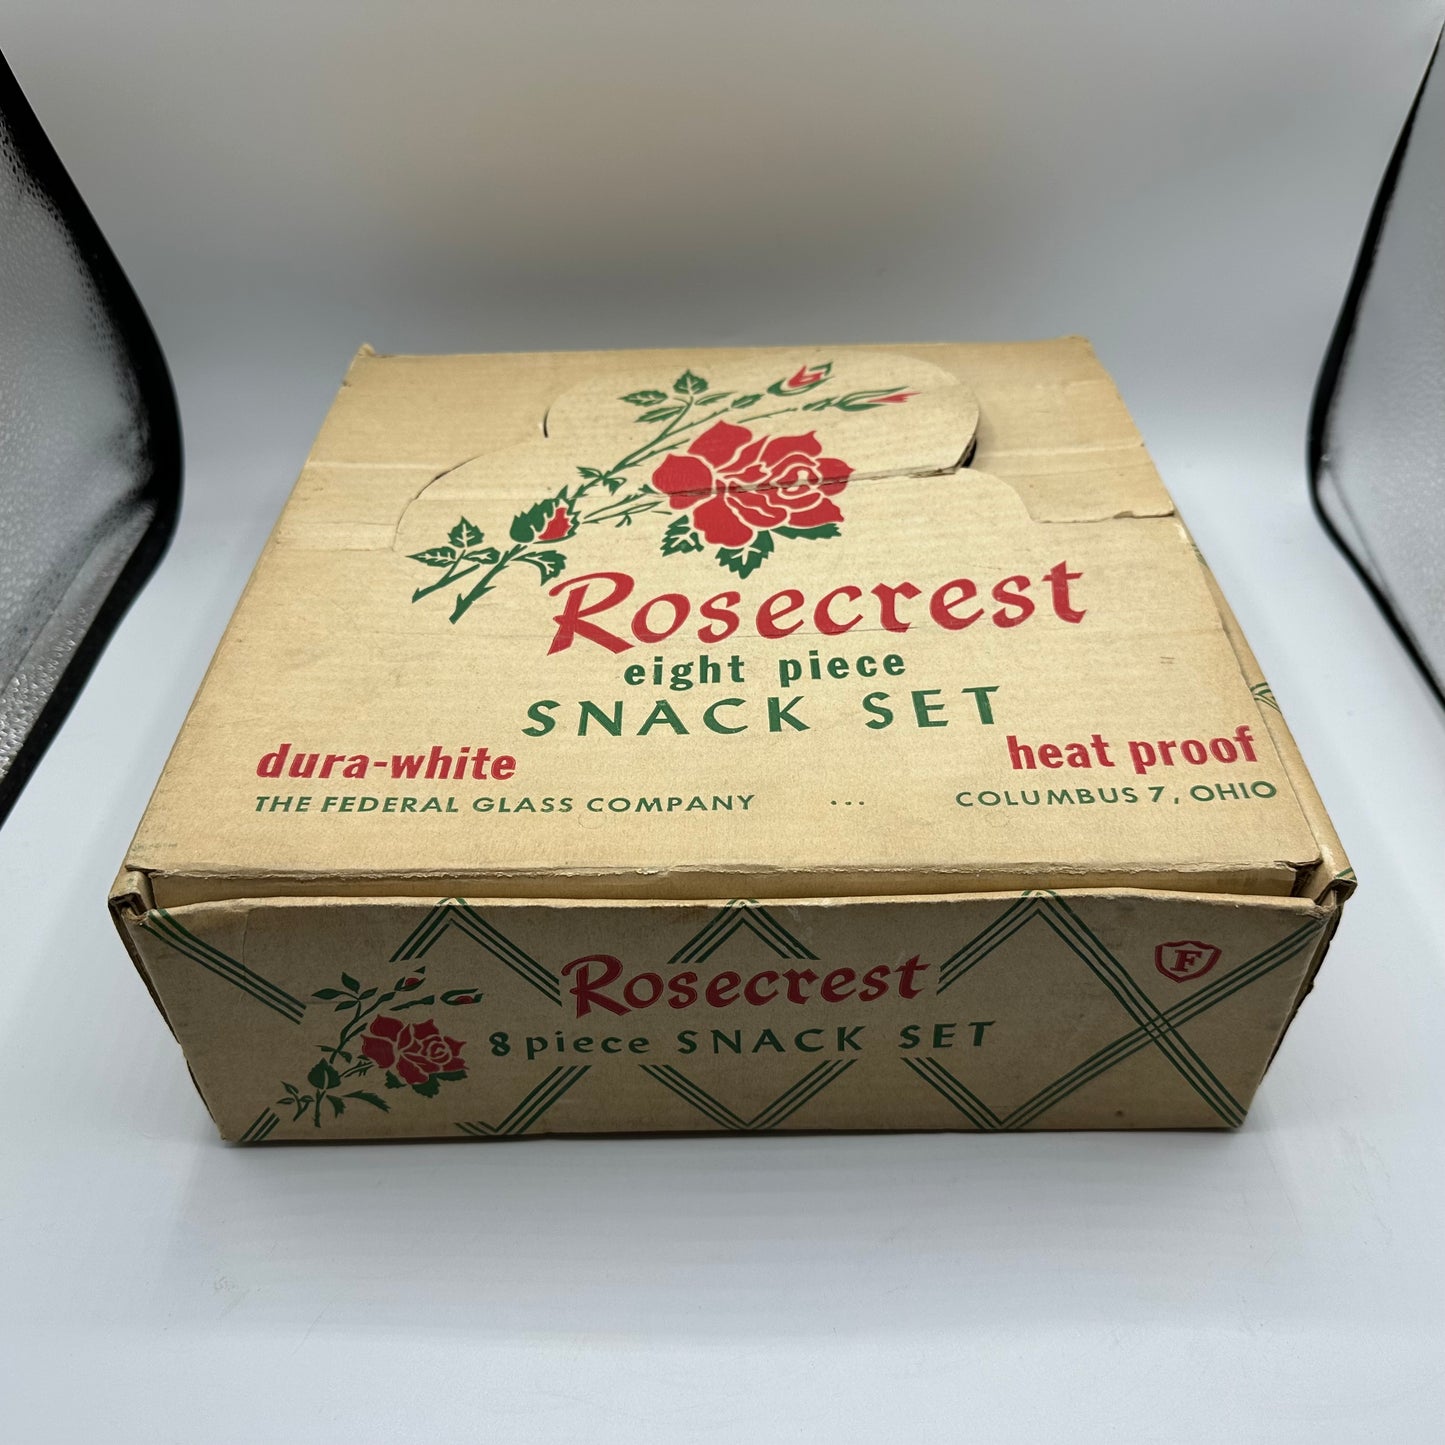 Rosecrest
eight piece
SNACK SET
dura-white
heat proof
THE FEDERAL GLASS COMPANY ... COLUMBUS 7, OHIO
Rosecrest
8 piece SNACK SET
F